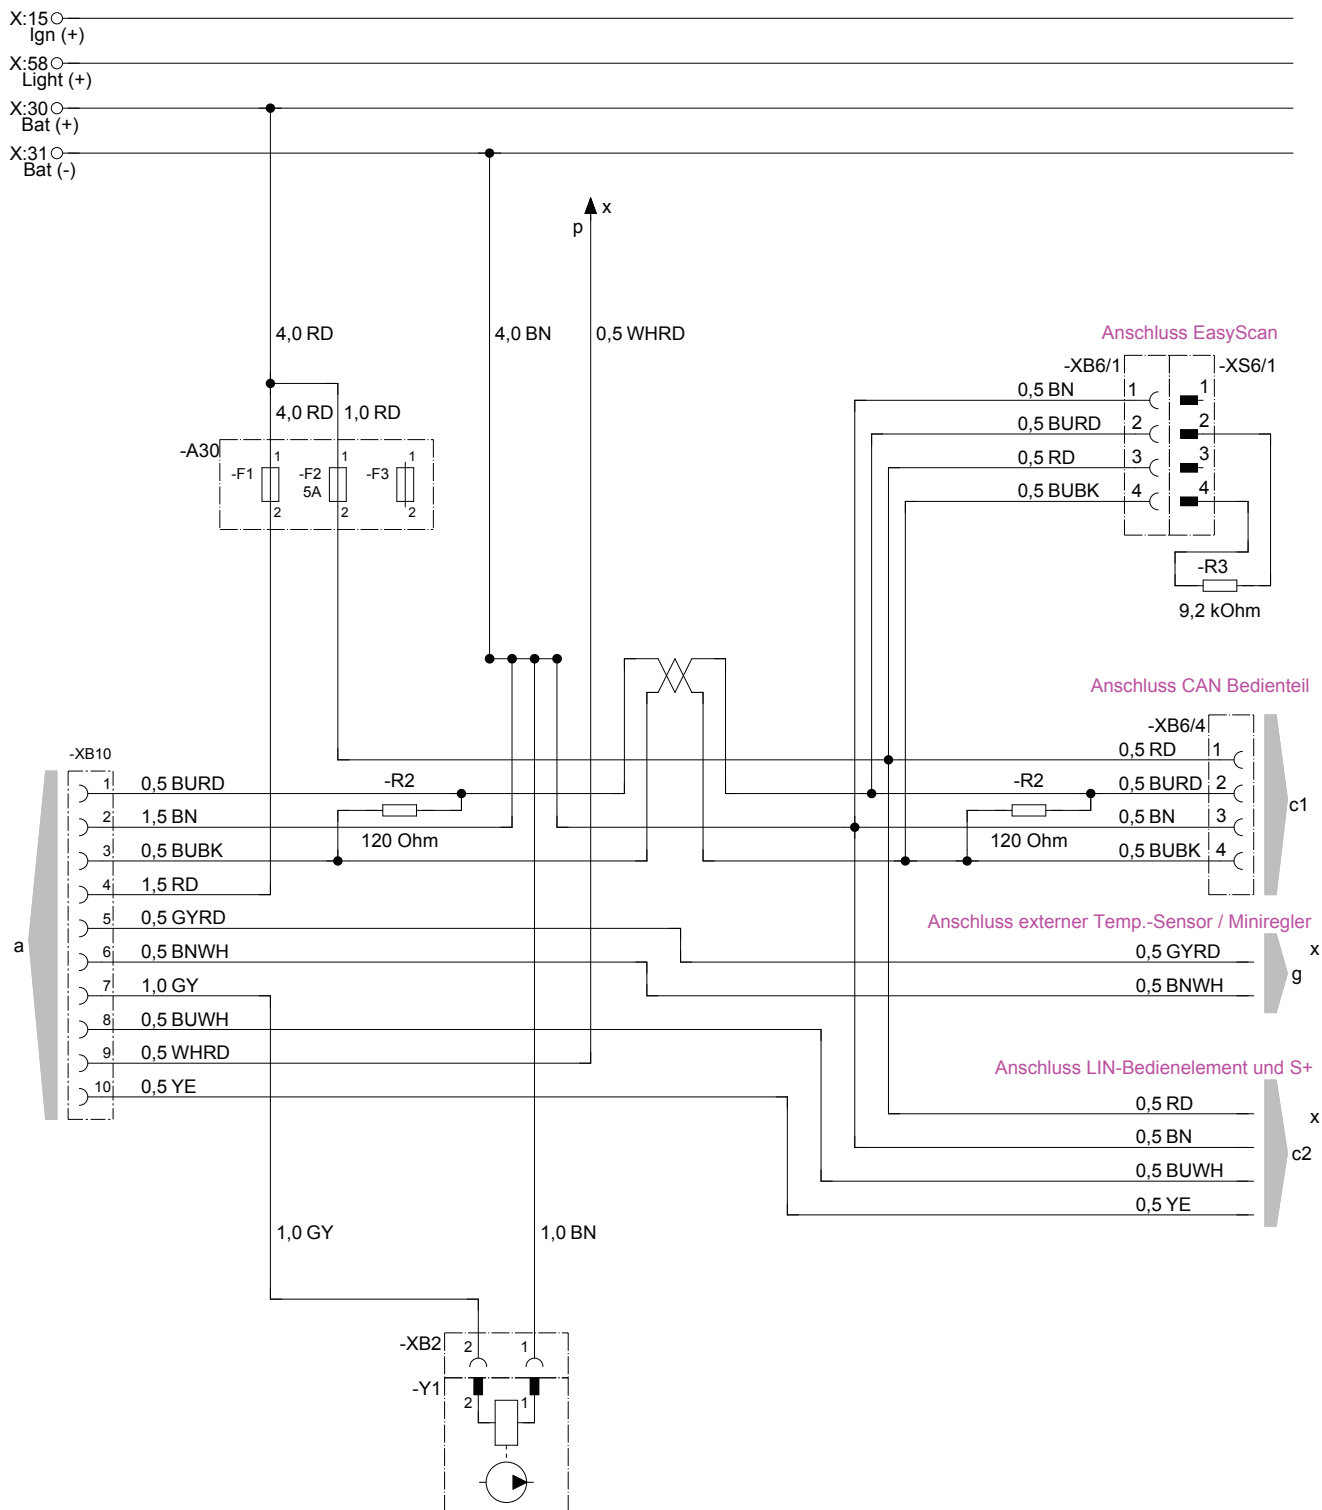 X:15
Ign (+)
X:58
Light (+)
X:30
Bat (+)
X:31
Bat (-)
x
p
4,0 RD
4,0 BN
0,5 WHRD
Anschluss EasyScan
-XB6/1
-XS6/1
0,5 BN
1
1
0,5 BURD
2
2
0,5 RD
3
3
0,5 BUBK
4
4
4,0 RD
1,0 RD
-A30
1
1
1
-F1
-F2
5A
-F3
2
2
2
-R3
9,2 kOhm
Anschluss CAN Bedienteil
-XB6/4
0,5 RD
1
0,5 BURD
2
0,5 BN
3
0,5 BUBK
4
c1
-XB10
1
0,5 BURD
2
1,5 BN
3
0,5 BUBK
4
1,5 RD
5
0,5 GYRD
6
0,5 BNWH
7
1,0 GY
8
0,5 BUWH
9
0,5 WHRD
10
0,5 YE
a
-R2
120 Ohm
-R2
120 Ohm
Anschluss externer Temp.-Sensor / Miniregler
0,5 GYRD
0,5 BNWH
x
g
Anschluss LIN-Bedienelement und S+
0,5 RD
0,5 BN
0,5 BUWH
0,5 YE
x
c2
1,0 GY
1,0 BN
-XB2
2
1
-Y1
2
1